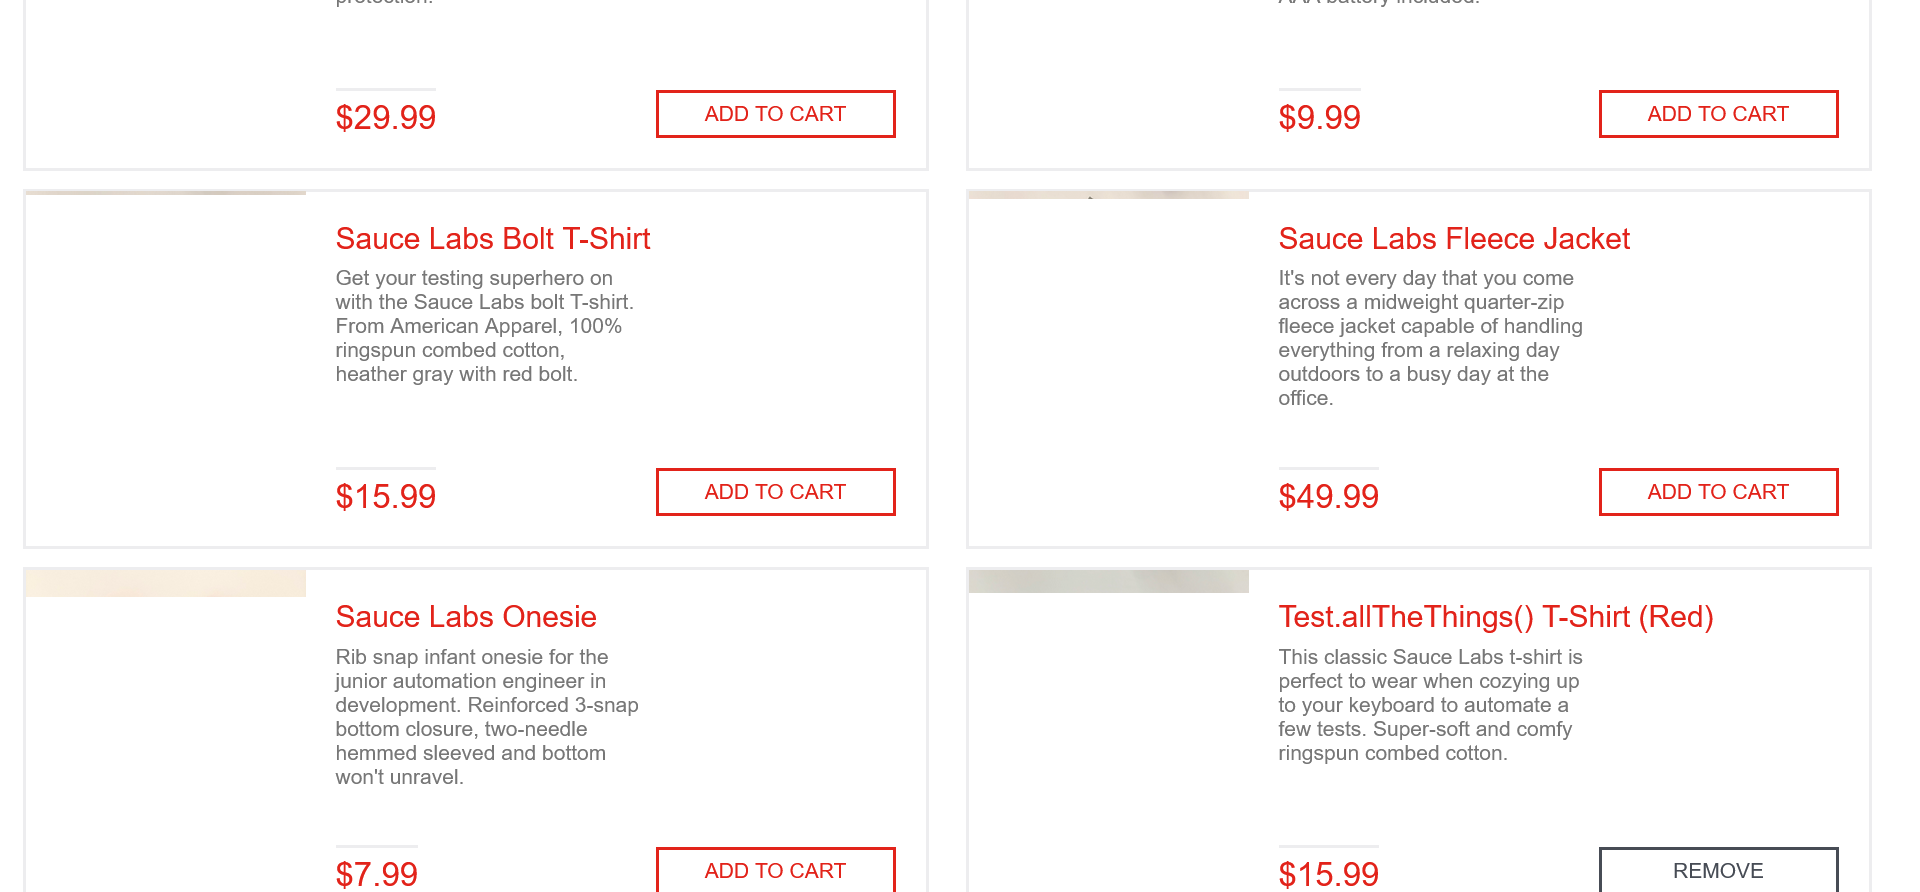 $29.99
ADD TO CART
$9.99
ADD TO CART
Sauce Labs Bolt T-Shirt
Get your testing superhero on
with the Sauce Labs bolt T-shirt.
From American Apparel, 100%
ringspun combed cotton,
heather gray with red bolt.
$15.99
ADD TO CART
Sauce Labs Fleece Jacket
It's not every day that you come
across a midweight quarter-zip
fleece jacket capable of handling
everything from a relaxing day
outdoors to a busy day at the
office.
$49.99
ADD TO CART
Sauce Labs Onesie
Rib snap infant onesie for the
junior automation engineer in
development. Reinforced 3-snap
bottom closure, two-needle
hemmed sleeved and bottom
won't unravel.
$7.99
ADD TO CART
Test.allTheThings() T-Shirt (Red)
This classic Sauce Labs t-shirt is
perfect to wear when cozying up
to your keyboard to automate a
few tests. Super-soft and comfy
ringspun combed cotton.
$15.99
REMOVE